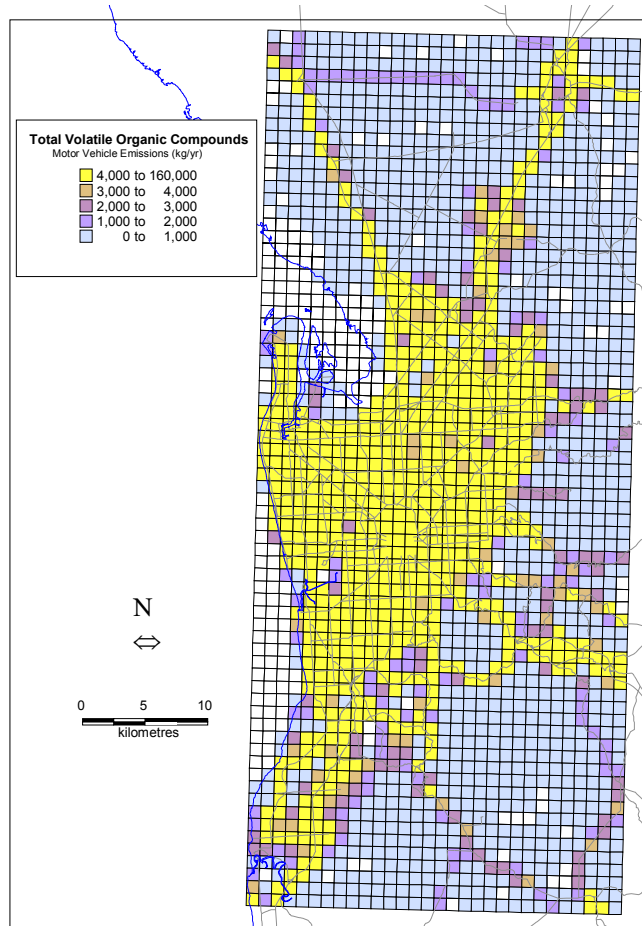 Total Volatile Organic Compounds
Motor Vehicle Emissions (kg/yr)
4,000 to 160,000
3,000 to 4,000
2,000 to 3,000
1,000 to 2,000
0 to 1,000
N
0 5 10
kilometres